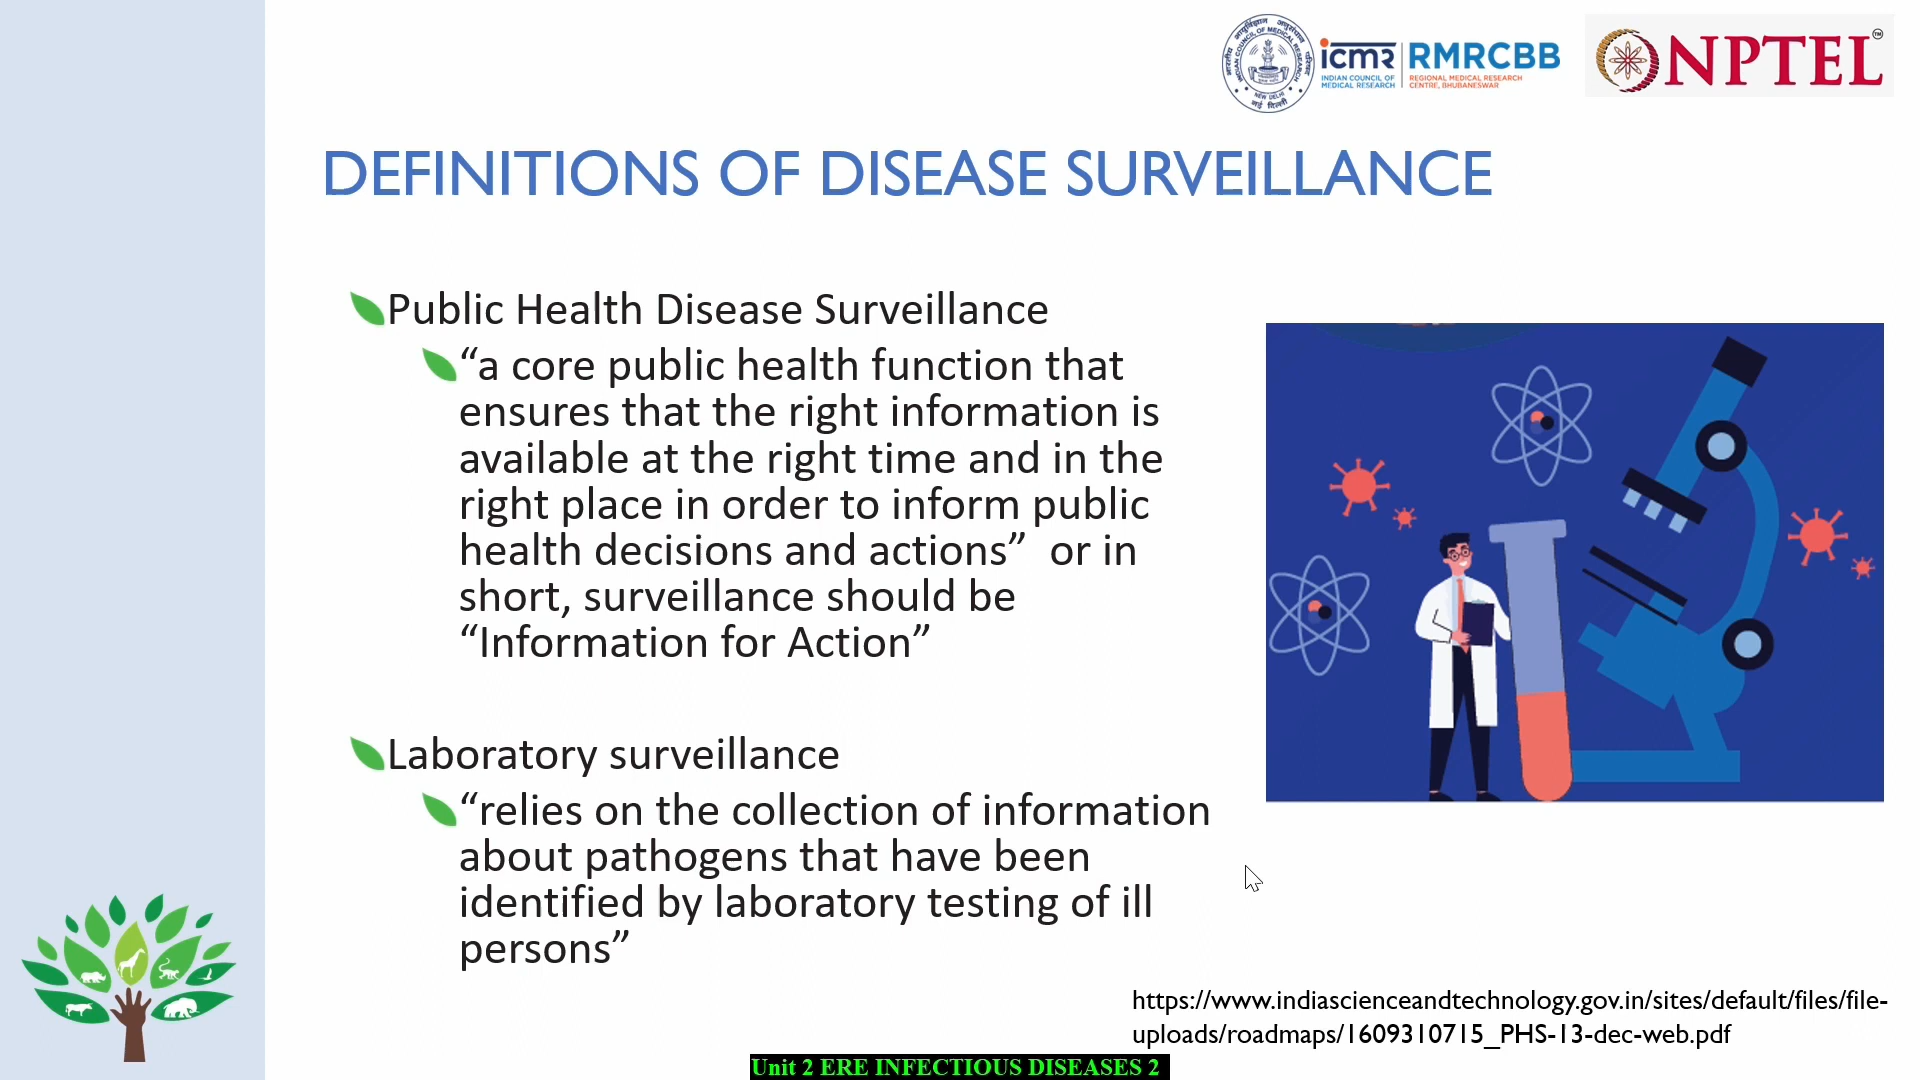 icmr
INDIAN COUNCIL OF
MEDICAL RESEARCH
RMRCBB
REGIONAL MEDICAL RESEARCH
CENTRE, BHUBANESWAR
NPTEL™
DEFINITIONS OF DISEASE SURVEILLANCE
Public Health Disease Surveillance
“a core public health function that
ensures that the right information is
available at the right time and in the
right place in order to inform public
health decisions and actions”  or in
short, surveillance should be
“Information for Action”
Laboratory surveillance
“relies on the collection of information
about pathogens that have been
identified by laboratory testing of ill
persons”
https://www.indiascienceandtechnology.gov.in/sites/default/files/file-
uploads/roadmaps/1609310715_PHS-13-dec-web.pdf
Unit 2 ERE INFECTIOUS DISEASES 2